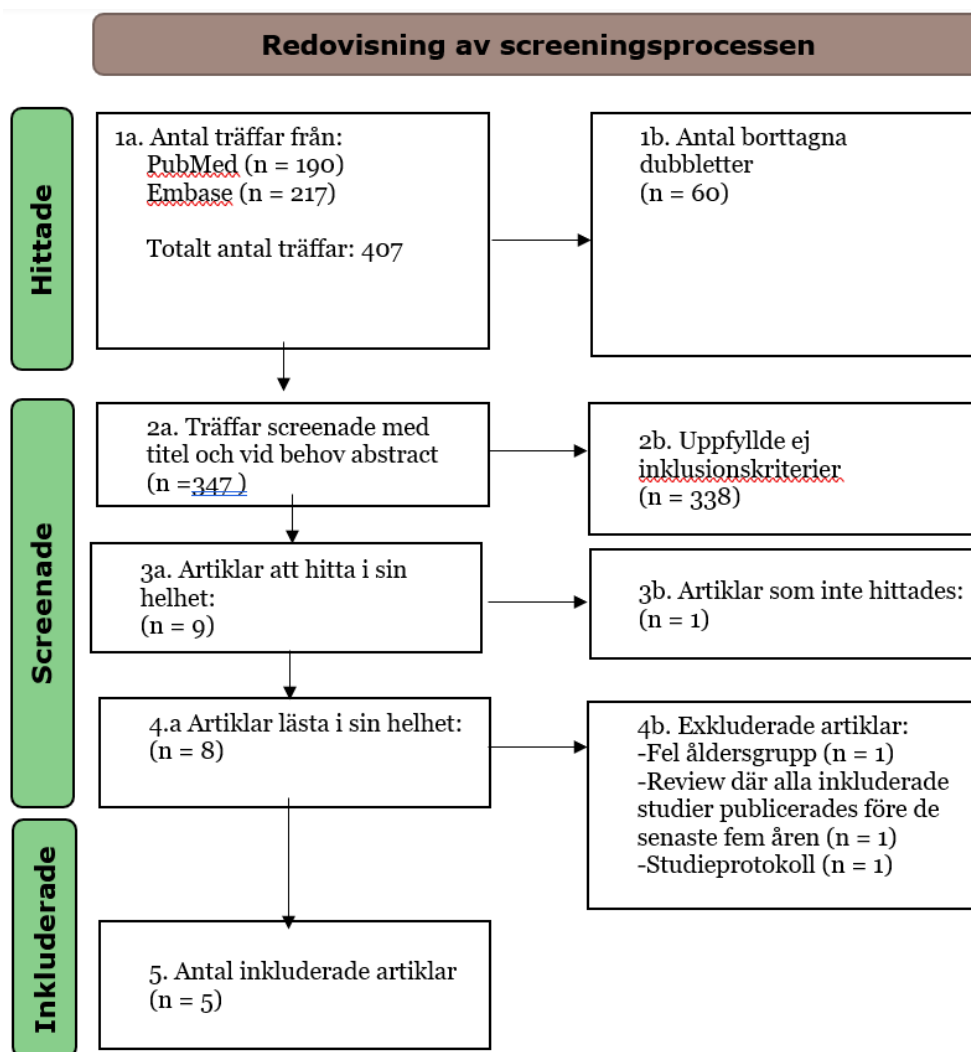 Redovisning av screeningsprocessen
Hittade
1a. Antal träffar från:
PubMed (n = 190)
Embase (n = 217)
Totalt antal träffar: 407
1b. Antal borttagna
dubbletter
(n = 60)
Screenade
2a. Träffar screenade med
titel och vid behov abstract
(n =347 )
2b. Uppfyllde ej
inklusionskriterier
(n = 338)
3a. Artiklar att hitta i sin
helhet:
(n = 9)
3b. Artiklar som inte hittades:
(n = 1)
4.a Artiklar lästa i sin helhet:
(n = 8)
4b. Exkluderade artiklar:
-Fel åldersgrupp (n = 1)
-Review där alla inkluderade
studier publicerades före de
senaste fem åren (n = 1)
-Studieprotokoll (n = 1)
Inkluderade
5. Antal inkluderade artiklar
(n = 5)